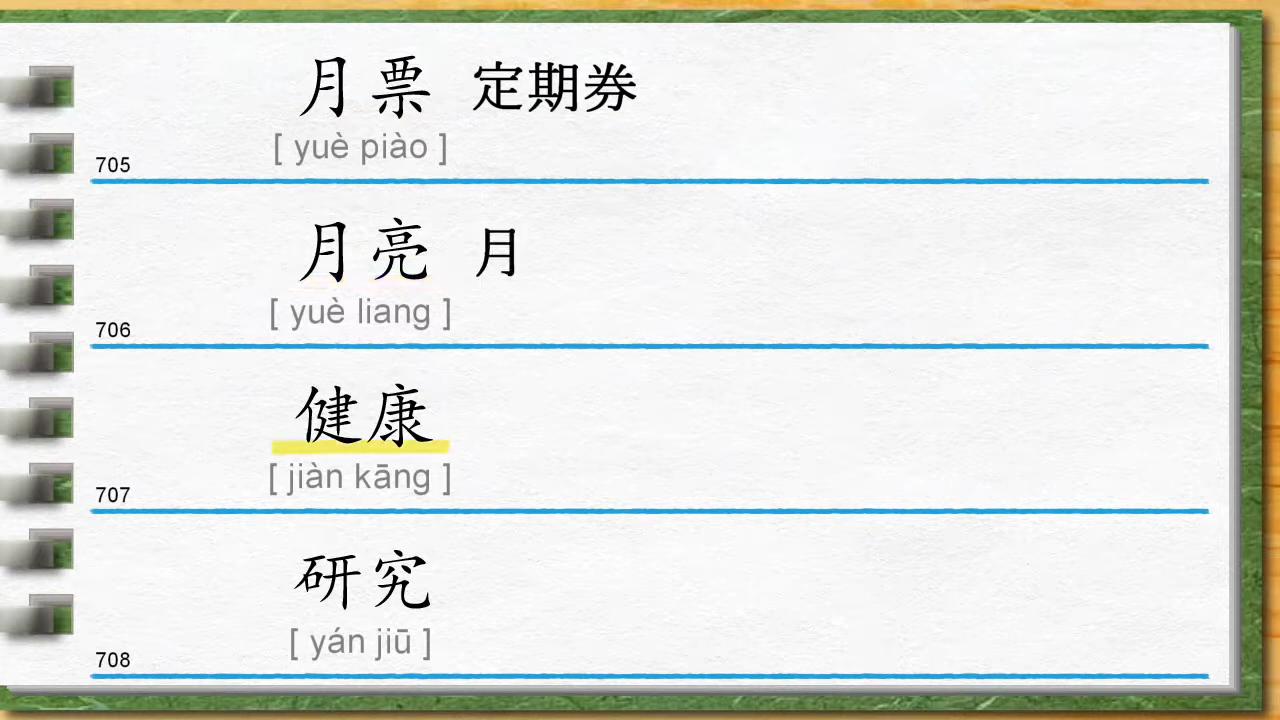 月票 定期券
[ yuè piào ]
705
月亮 月
[ yuè liang ]
706
健康
[ jiàn kāng ]
707
研究
[ yán jiū ]
708